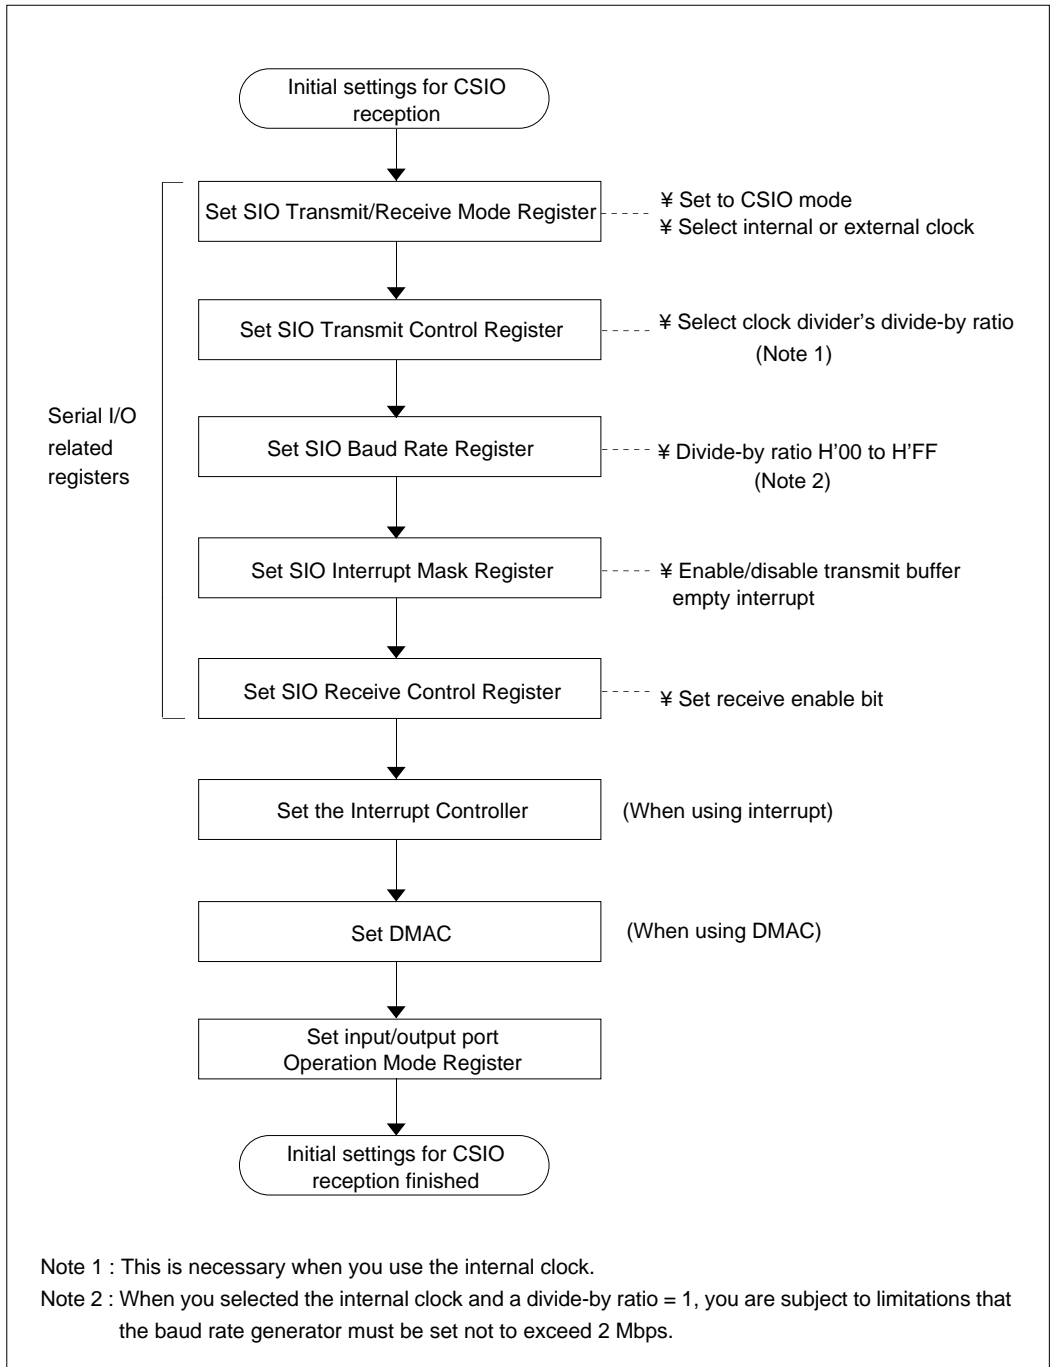 Initial settings for CSIO
reception
Set SIO Transmit/Receive Mode Register
¥ Set to CSIO mode
¥ Select internal or external clock
Set SIO Transmit Control Register
¥ Select clock divider’s divide-by ratio
(Note 1)
Serial I/O
related
registers
Set SIO Baud Rate Register
¥ Divide-by ratio H’00 to H’FF
(Note 2)
Set SIO Interrupt Mask Register
¥ Enable/disable transmit buffer
empty interrupt
Set SIO Receive Control Register
¥ Set receive enable bit
Set the Interrupt Controller
(When using interrupt)
Set DMAC
(When using DMAC)
Set input/output port
Operation Mode Register
Initial settings for CSIO
reception finished
Note 1 : This is necessary when you use the internal clock.
Note 2 : When you selected the internal clock and a divide-by ratio = 1, you are subject to limitations that
the baud rate generator must be set not to exceed 2 Mbps.